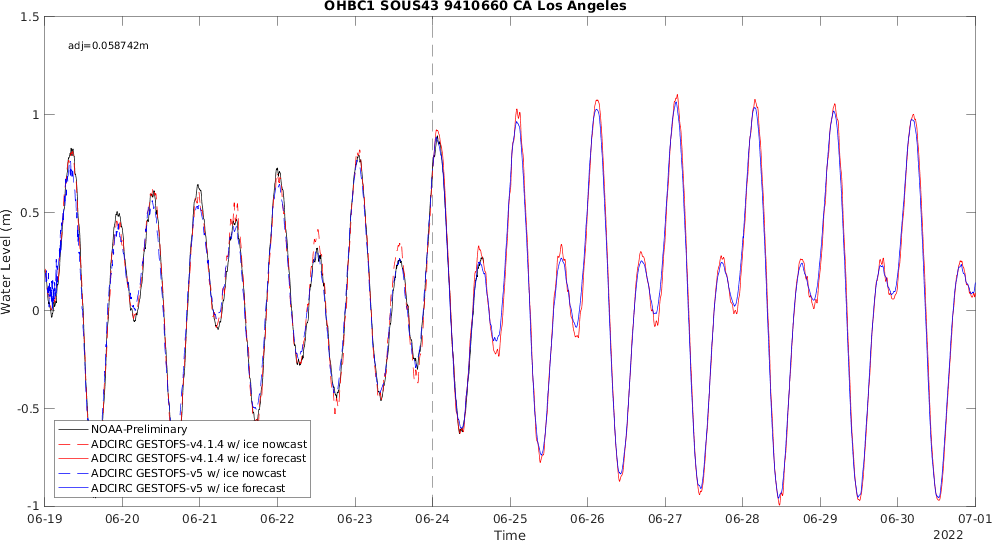 OHBC1 SOUS43 9410660 CA Los Angeles
1.5
adj=0.058742m
1
0.5
Water Level (m)
0
-0.5
NOAA-Preliminary
ADCIRC GESTOFS-v4.1.4 w/ ice nowcast
ADCIRC GESTOFS-v4.1.4 w/ ice forecast
ADCIRC GESTOFS-v5 w/ ice nowcast
ADCIRC GESTOFS-v5 w/ ice forecast
-1
06-19 06-20 06-21 06-22 06-23 06-24 06-25 06-26 06-27 06-28 06-29 06-30 07-01
Time
2022